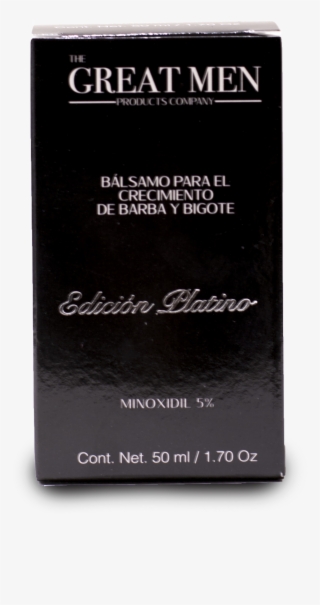 THE
GREAT MEN
PRODUCTS COMPANY
BÁLSAMO PARA EL
CRECIMIENTO
DE BARBA Y BIGOTE
Edición Platino
MINOXIDIL 5%
Cont. Net. 50 ml / 1.70 Oz